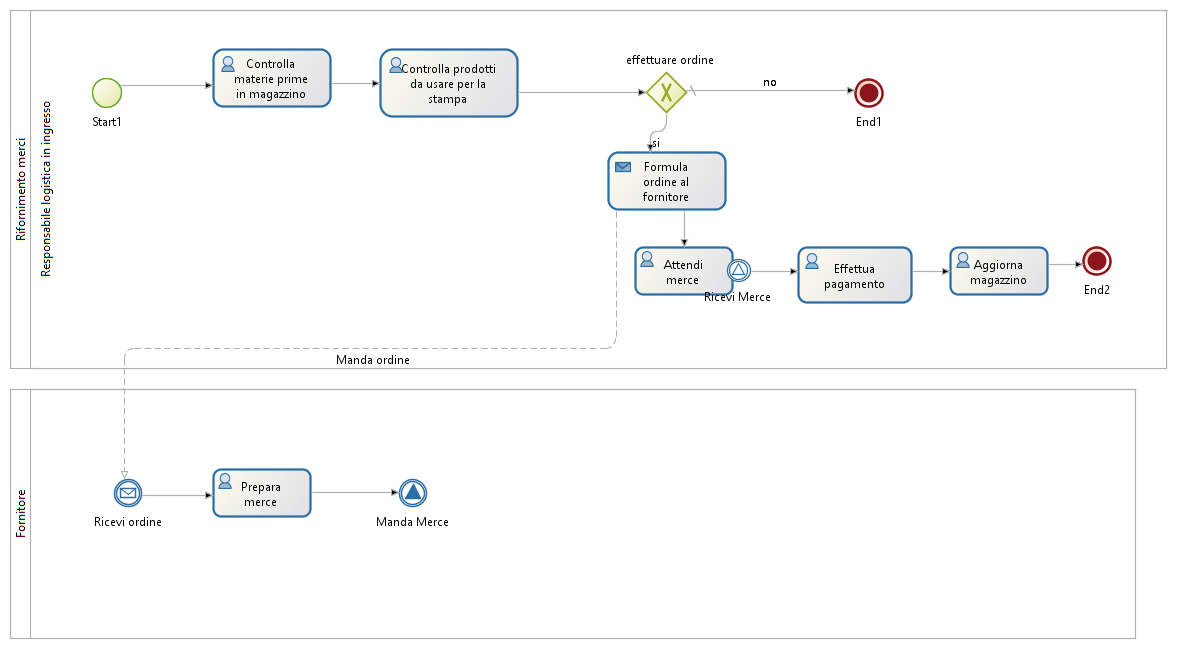 Rifornimento merci
Responsabile logistica in ingresso
Start1
Controlla
materie prime
in magazzino
Controlla prodotti
da usare per la
stampa
effettuare ordine
no
End1
si
Formula
ordine al
fornitore
Attendi
merce
Ricevi Merce
Effettua
pagamento
Aggiorna
magazzino
End2
Manda ordine
Fornitore
Ricevi ordine
Prepara
merce
Manda Merce